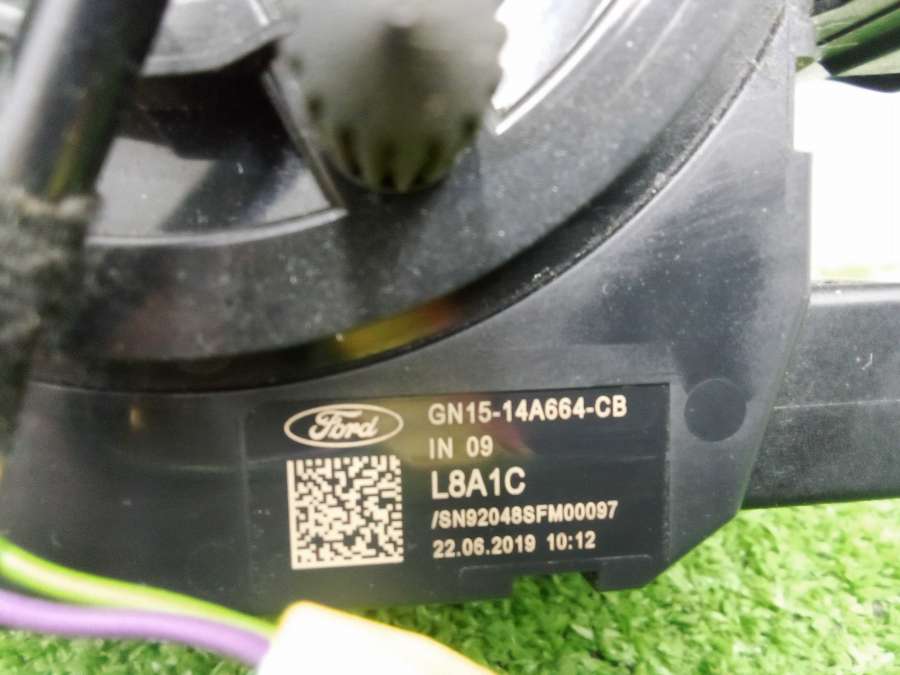 Ford
GN15-14A664-CB
IN 09
L8A1C
/SN92048SFM00097
22.06.2019 10:12